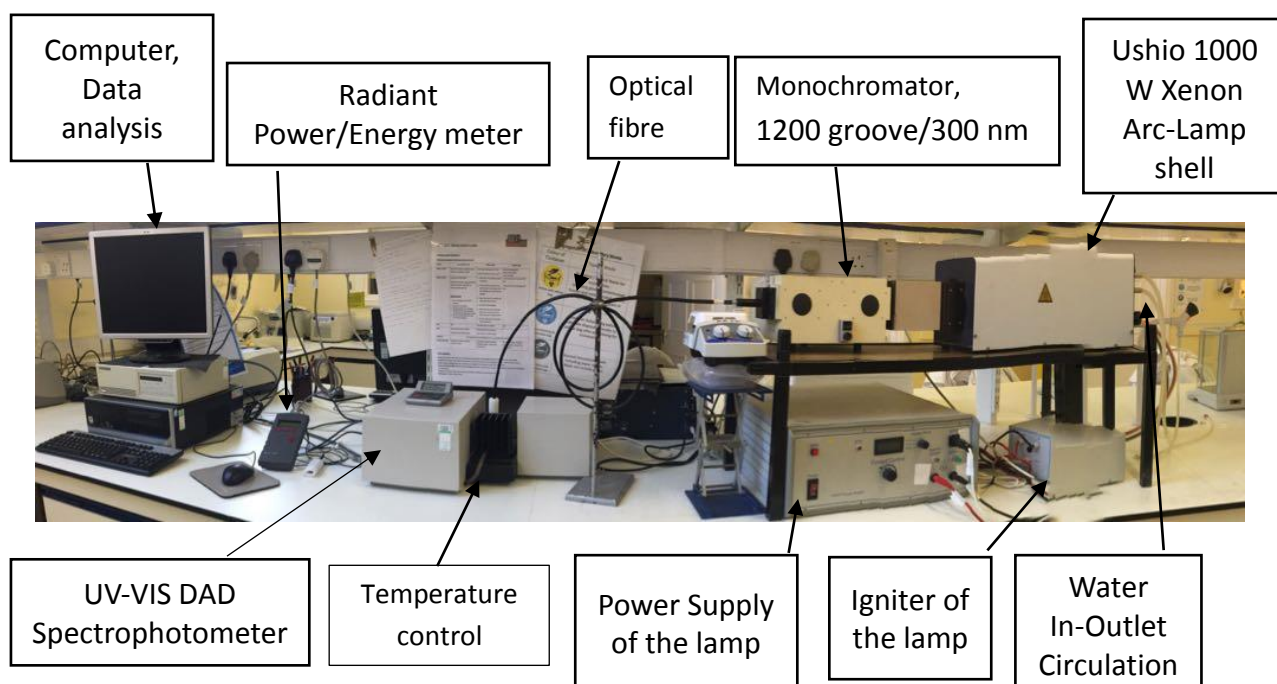 Computer,
Data
analysis
Radiant
Power/Energy meter
Optical
fibre
Monochromator,
1200 groove/300 nm
Ushio 1000
W Xenon
Arc-Lamp
shell
UV-VIS DAD
Spectrophotometer
Temperature
control
Power Supply
of the lamp
Igniter of
the lamp
Water
In-Outlet
Circulation